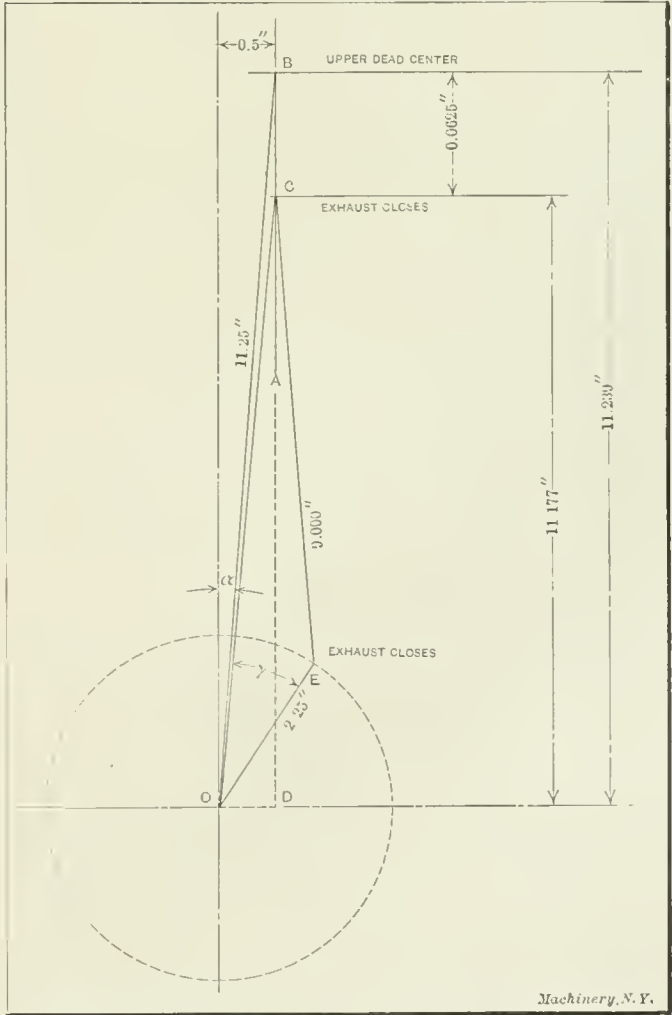 0.5"
B
UPPER DEAD CENTER
0.0625"
C
EXHAUST CLOSES
11.25"
A
11.239"
11.177"
9.000"
α
EXHAUST CLOSES
γ
E
2.25"
O
D
Machinery, N.Y.